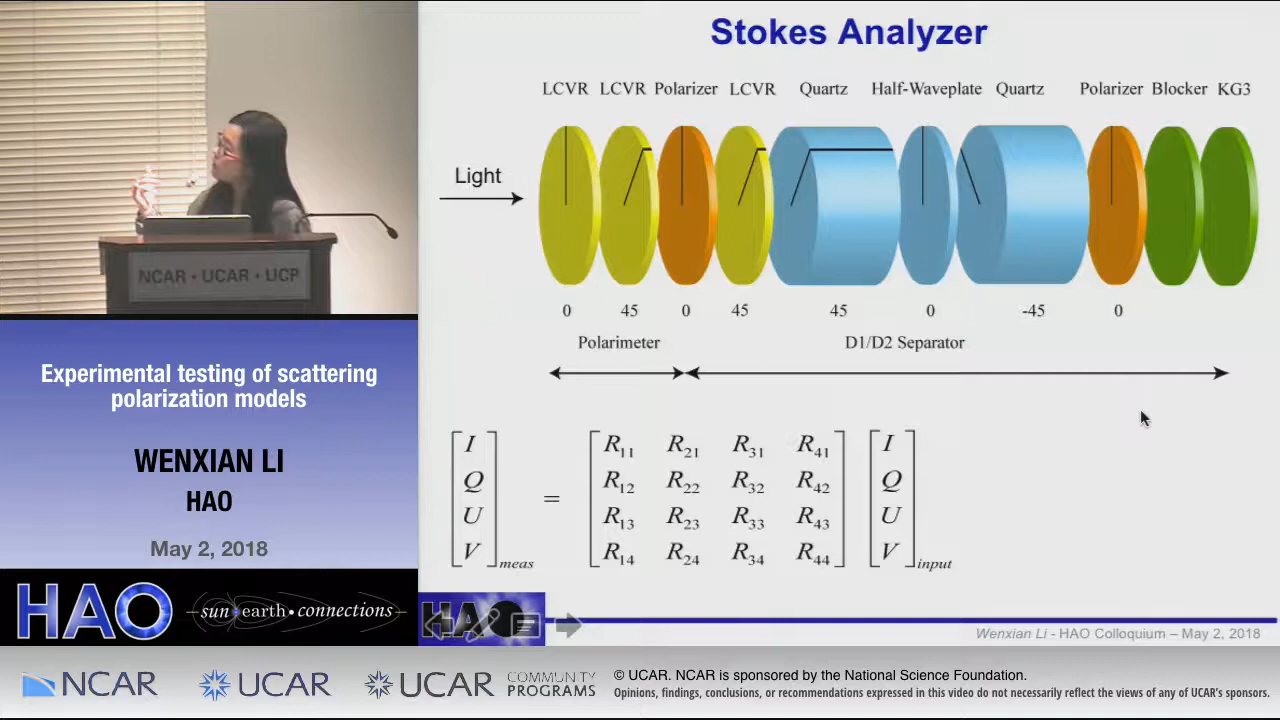 Stokes Analyzer
LCVR LCVR Polarizer LCVR Quartz Half-Waveplate Quartz Polarizer Blocker KG3
Light
0 45 0 45 45 0 -45 0
Polarimeter D1/D2 Separator
I R11 R21 R31 R41 I
Q R12 R22 R32 R42 Q
=
U R13 R23 R33 R43 U
V R14 R24 R34 R44 V
meas input
Wenxian Li - HAO Colloquium – May 2, 2018
NCAR • UCAR • UCP
Experimental testing of scattering
polarization models
WENXIAN LI
HAO
May 2, 2018
HAO sun•earth•connections
HAO
NCAR UCAR UCAR COMMUNITY
PROGRAMS
© UCAR. NCAR is sponsored by the National Science Foundation.
Opinions, findings, conclusions, or recommendations expressed in this video do not necessarily reflect the views of any of UCAR's sponsors.